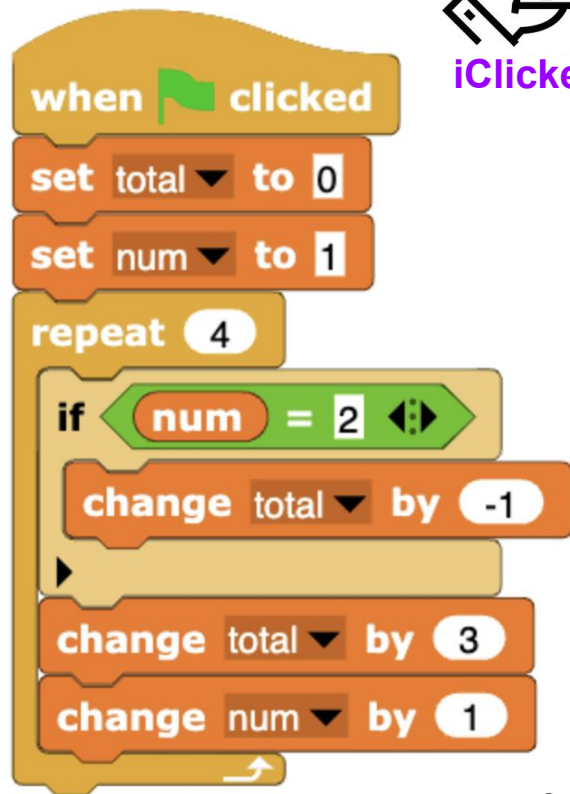 iClicke
when clicked
set total to 0
set num to 1
repeat 4
if num = 2
change total by -1
change total by 3
change num by 1